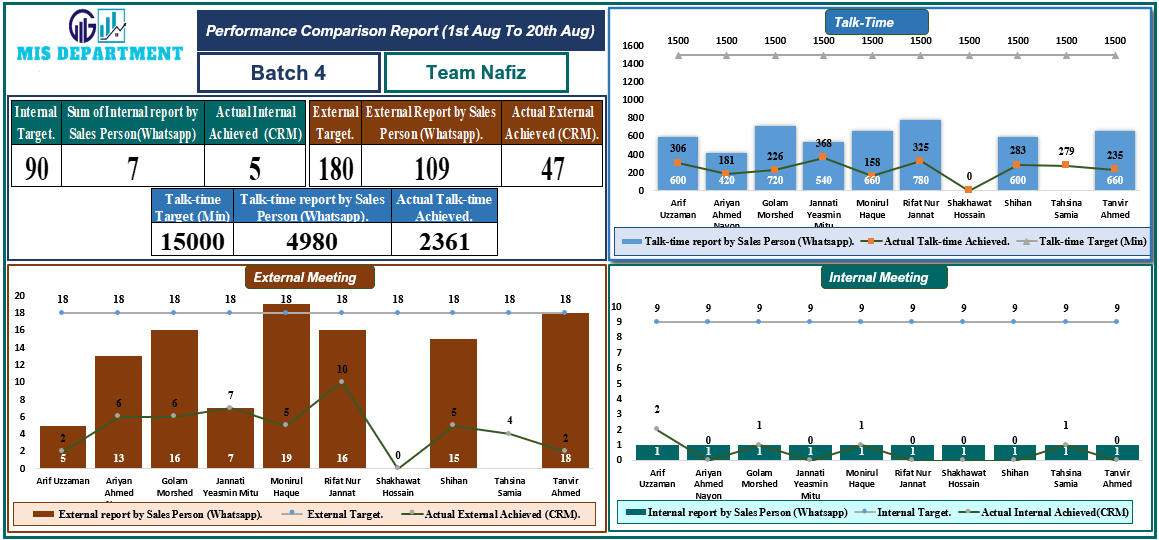 MIS DEPARTMENT
Performance Comparison Report (1st Aug To 20th Aug)
Batch 4
Team Nafiz
Internal Target.
Sum of Internal report by Sales Person(Whatsapp)
Actual Internal Achieved (CRM)
External Target.
External Report by Sales Person (Whatsapp).
Actual External Achieved (CRM).
90 7 5 180 109 47
Talk-time Target (Min)
Talk-time report by Sales Person (Whatsapp).
Actual Talk-time Achieved.
15000 4980 2361
Talk-Time
1600
1400
1200
1000
800
600
400
200
0
1500 1500 1500 1500 1500 1500 1500 1500 1500 1500
306 181 226 368 158 325 0 283 279 235
600 420 720 540 660 780 600 660
Arif Uzzaman
Ariyan Ahmed Nayon
Golam Morshed
Jannati Yeasmin Mitu
Monirul Haque
Rifat Nur Jannat
Shakhawat Hossain
Shihan
Tahsina Samia
Tanvir Ahmed
Talk-time report by Sales Person (Whatsapp).
Actual Talk-time Achieved.
Talk-time Target (Min)
External Meeting
20
18
16
14
12
10
8
6
4
2
0
18 18 18 18 18 18 18 18 18 18
2 6 6 7 5 10 0 5 4 2
5 13 16 7 19 16 15 18
Arif Uzzaman
Ariyan Ahmed
Golam Morshed
Jannati Yeasmin Mitu
Monirul Haque
Rifat Nur Jannat
Shakhawat Hossain
Shihan
Tahsina Samia
Tanvir Ahmed
External report by Sales Person (Whatsapp).
External Target.
Actual External Achieved (CRM).
Internal Meeting
10
9
8
7
6
5
4
3
2
1
0
9 9 9 9 9 9 9 9 9 9
2 0 1 0 1 0 0 0 1 0
1 1 1 1 1 1 1 1 1 1
Arif Uzzaman
Ariyan Ahmed Nayon
Golam Morshed
Jannati Yeasmin Mitu
Monirul Haque
Rifat Nur Jannat
Shakhawat Hossain
Shihan
Tahsina Samia
Tanvir Ahmed
Internal report by Sales Person (Whatsapp)
Internal Target.
Actual Internal Achieved(CRM)